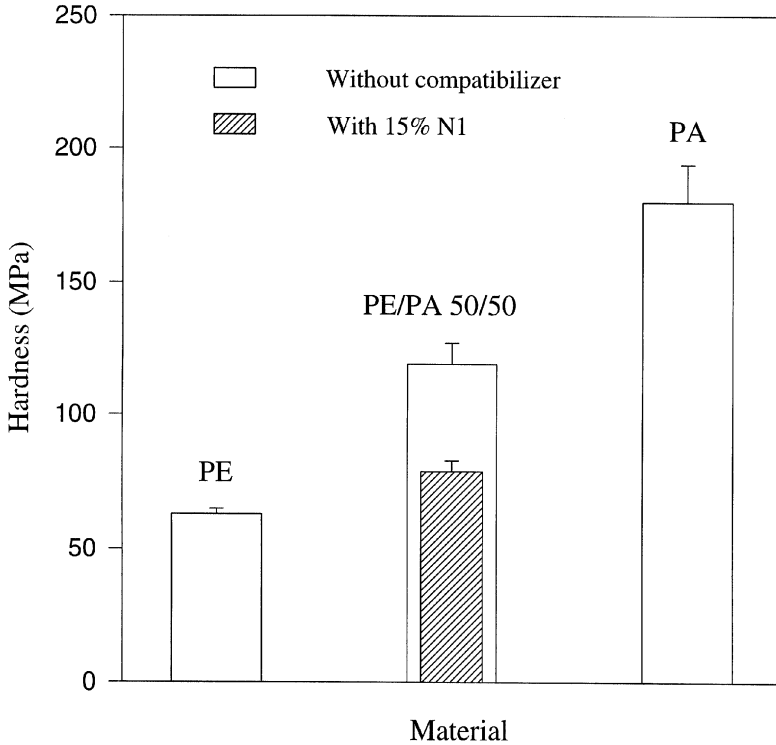 250
Without compatibilizer
With 15% N1
PA
200
150
PE/PA 50/50
100
PE
50
0
Hardness (MPa)
Material